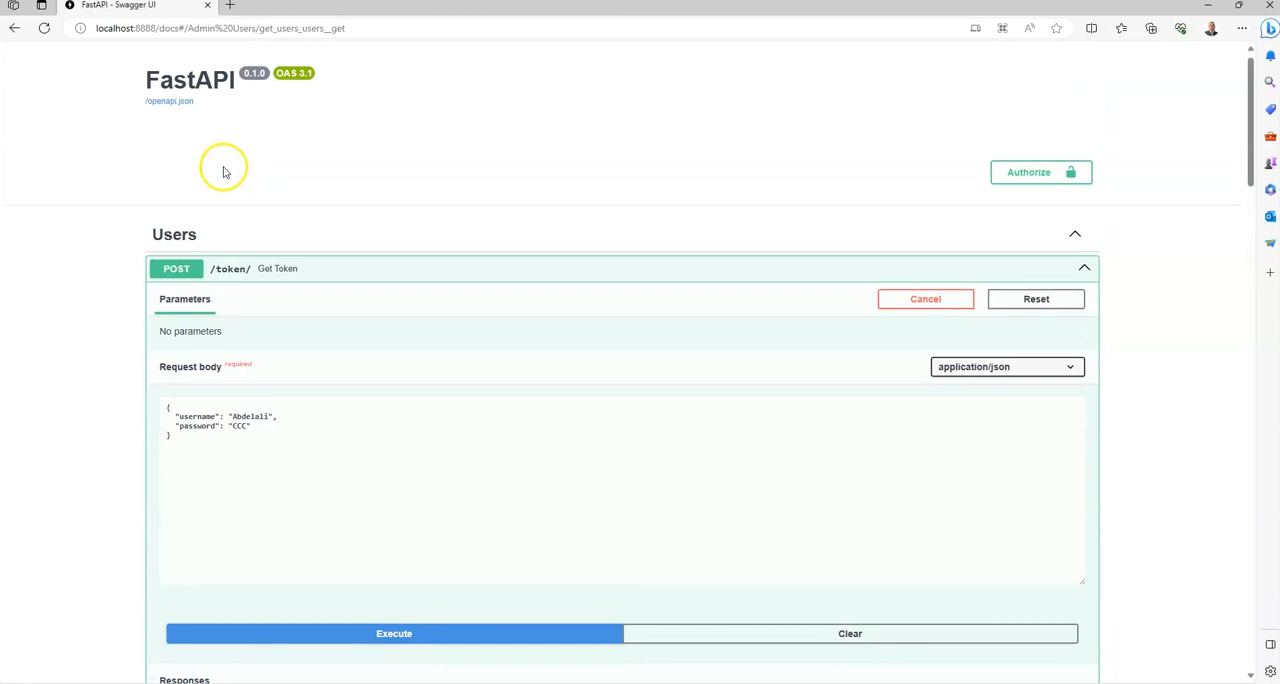 FastAPI - Swagger UI
localhost:8888/docs#/Admin%20Users/get_users_users__get
FastAPI 0.1.0 OAS 3.1
/openapi.json
Authorize
Users
POST /token/ Get Token
Parameters
Cancel
Reset
No parameters
Request body required
application/json
{
"username": "Abdelali",
"password": "CCC"
}
Execute
Clear
Responses